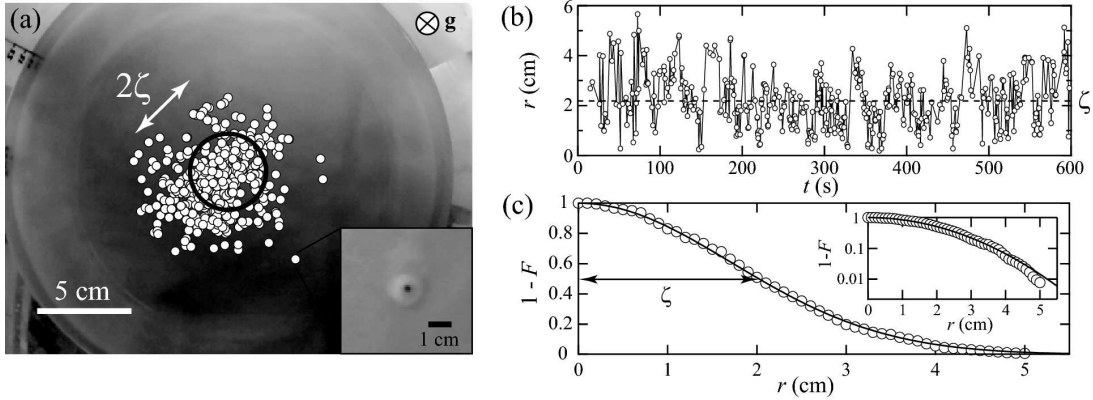 (a)
g
2ζ
5 cm
1 cm
(b)
r (cm)
6
4
2
0
ζ
0 100 200 300 400 500 600
t (s)
(c)
1 - F
1.0
0.8
0.6
0.4
0.2
0
ζ
0 1 2 3 4 5
r (cm)
1-F
1
0.1
0.01
0 1 2 3 4 5
r (cm)